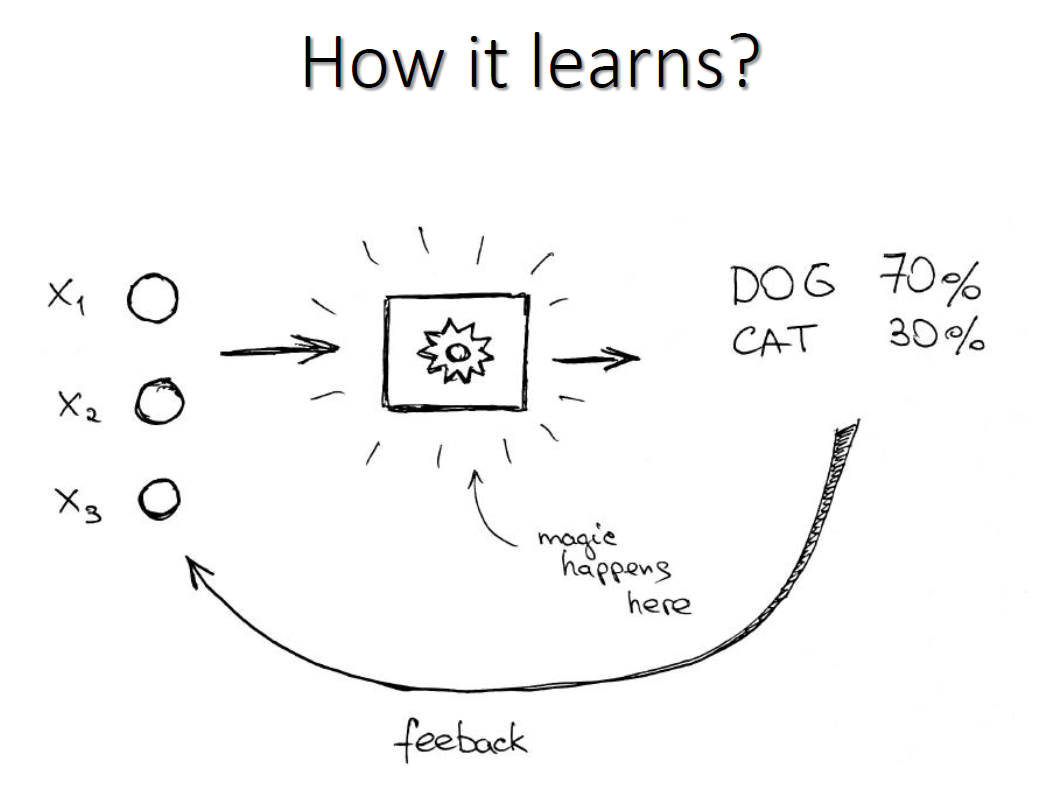 How it learns?
X1
X2
X3
DOG 70%
CAT 30%
magic
happens
here
feeback